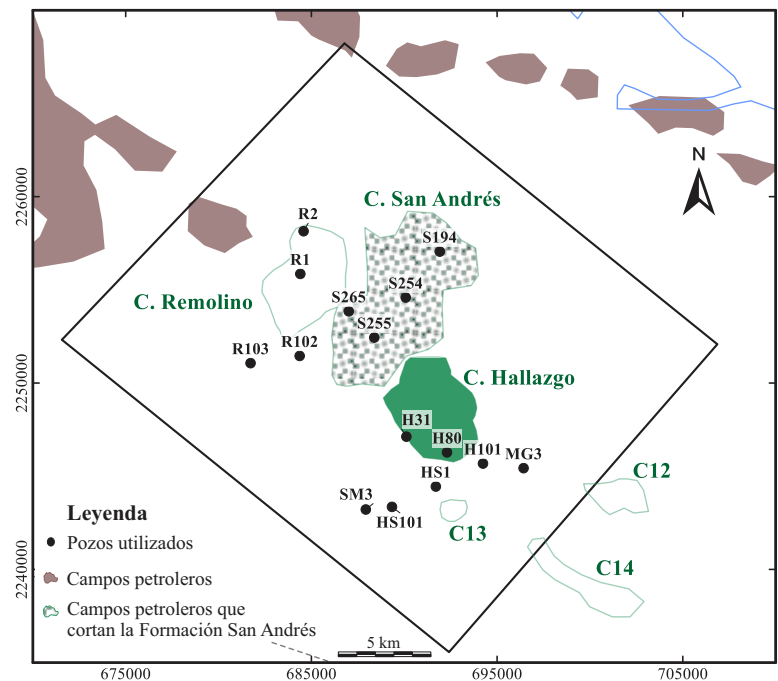 N
2260000
2250000
2240000
C. San Andrés
R2
S194
R1
C. Remolino
S265
S254
S255
R103
R102
C. Hallazgo
H31
H80
H101
MG3
HS1
C12
SM3
HS101
C13
C14
Leyenda
Pozos utilizados
Campos petroleros
Campos petroleros que
cortan la Formación San Andrés
5 km
675000
685000
695000
705000